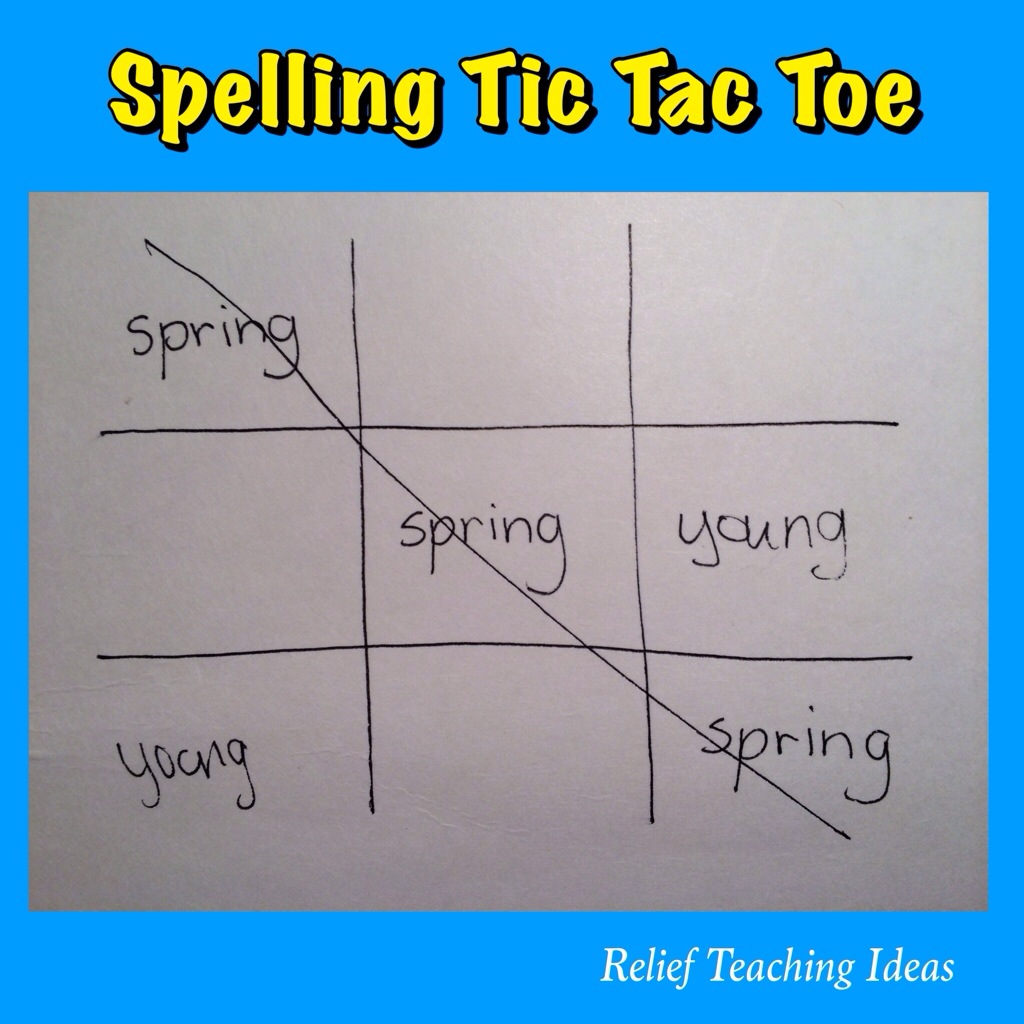 Spelling Tic Tac Toe
spring
spring young
young spring
Relief Teaching Ideas